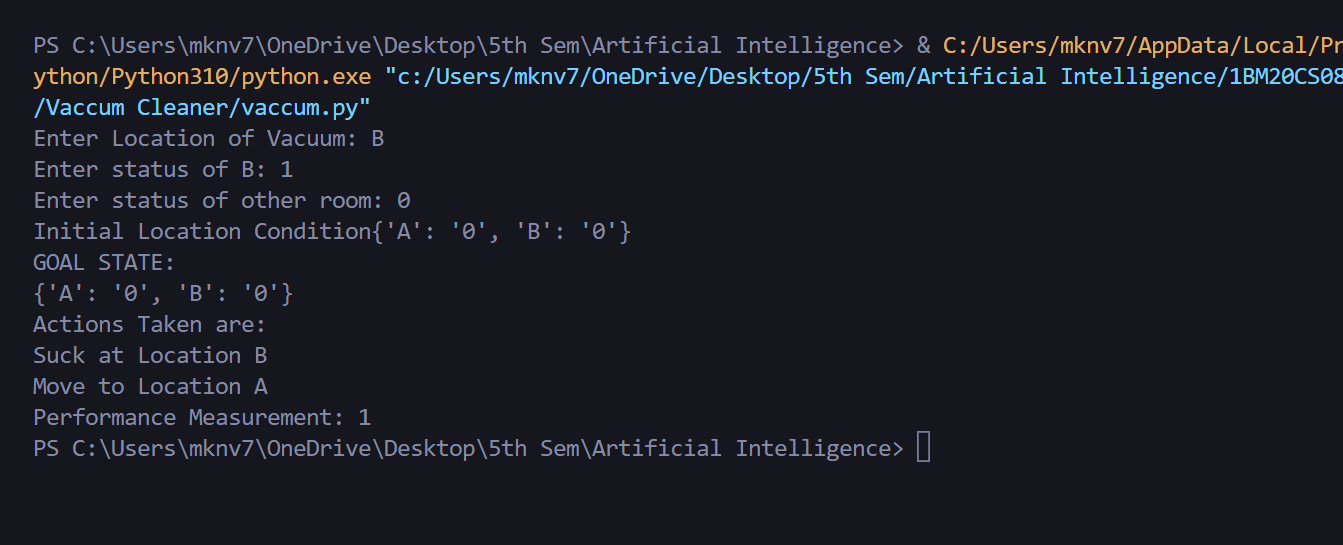 PS C:\Users\mknv7\OneDrive\Desktop\5th Sem\Artificial Intelligence> & C:/Users/mknv7/AppData/Local/Pr
ython/Python310/python.exe "c:/Users/mknv7/OneDrive/Desktop/5th Sem/Artificial Intelligence/1BM20CS08
/Vaccum Cleaner/vaccum.py"
Enter Location of Vacuum: B
Enter status of B: 1
Enter status of other room: 0
Initial Location Condition{'A': '0', 'B': '0'}
GOAL STATE:
{'A': '0', 'B': '0'}
Actions Taken are:
Suck at Location B
Move to Location A
Performance Measurement: 1
PS C:\Users\mknv7\OneDrive\Desktop\5th Sem\Artificial Intelligence>